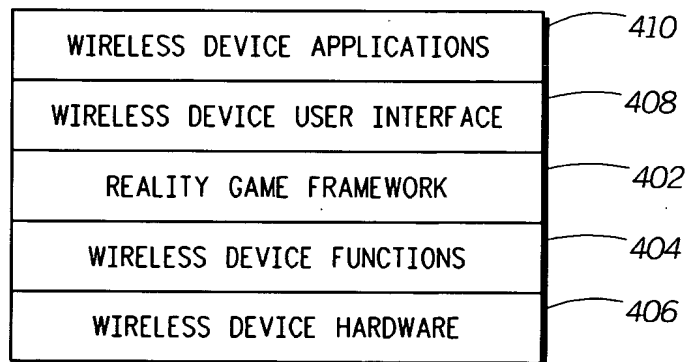 WIRELESS DEVICE APPLICATIONS 410
WIRELESS DEVICE USER INTERFACE 408
REALITY GAME FRAMEWORK 402
WIRELESS DEVICE FUNCTIONS 404
WIRELESS DEVICE HARDWARE 406